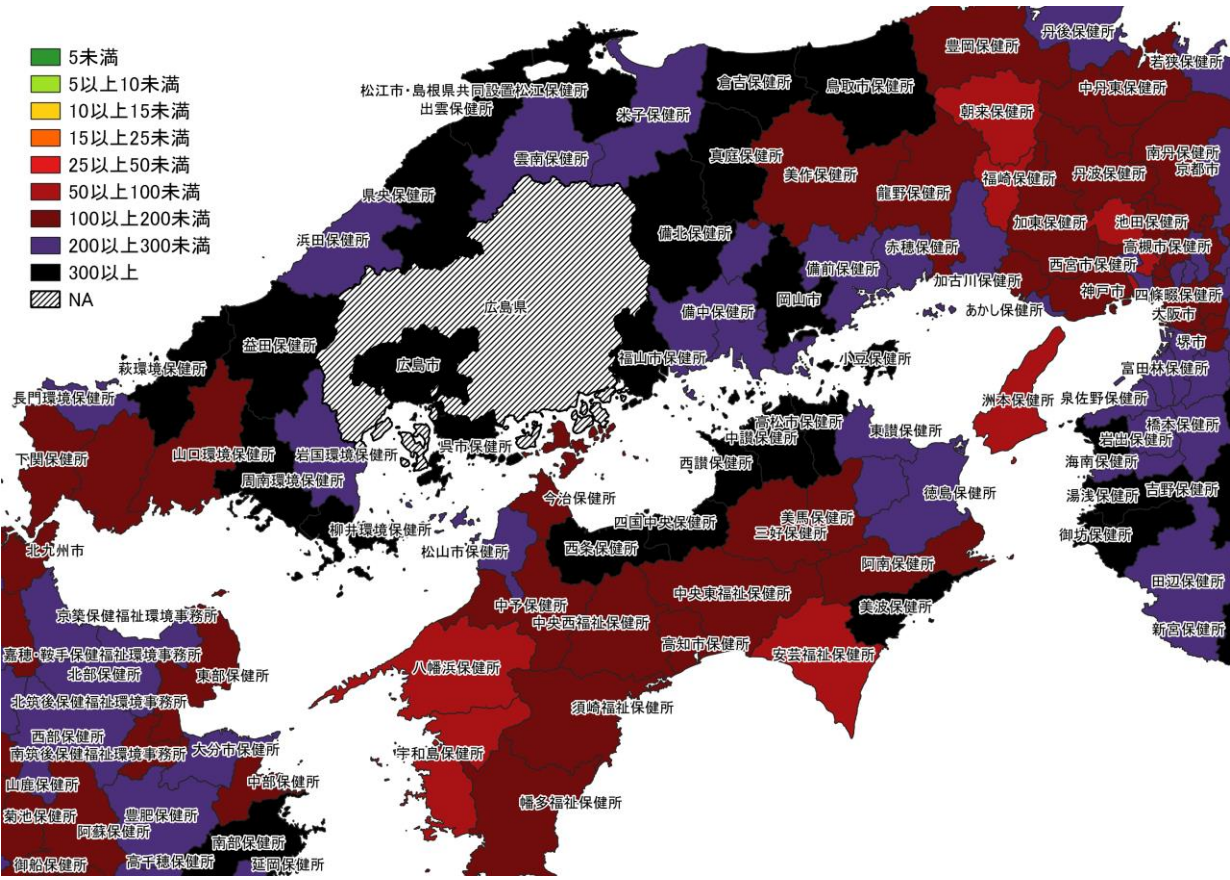 5未満
5以上10未満
10以上15未満
15以上25未満
25以上50未満
50以上100未満
100以上200未満
200以上300未満
300以上
NA
豊岡保健所
丹後保健所
若狭保健所
松江市・島根県共同設置松江保健所
倉吉保健所
鳥取市保健所
中丹東保健所
出雲保健所
米子保健所
朝来保健所
雲南保健所
真庭保健所
美作保健所
龍野保健所
福崎保健所
丹波保健所
南丹保健所
京都市
県央保健所
浜田保健所
備北保健所
赤穂保健所
加東保健所
池田保健所
高槻市保健所
備前保健所
加古川保健所
西宮市保健所
神戸市
四條畷保健所
広島県
備中保健所
岡山市
あかし保健所
大阪市
益田保健所
堺市
萩環境保健所
広島市
福山市保健所
小豆保健所
富田林保健所
長門環境保健所
洲本保健所
泉佐野保健所
高松市保健所
東讃保健所
橋本保健所
中讃保健所
岩出保健所
呉市保健所
下関保健所
山口環境保健所
岩国環境保健所
西讃保健所
海南保健所
周南環境保健所
今治保健所
徳島保健所
湯浅保健所
吉野保健所
柳井環境保健所
四国中央保健所
美馬保健所
三好保健所
御坊保健所
北九州市
松山市保健所
西条保健所
阿南保健所
田辺保健所
中予保健所
中央東福祉保健所
美波保健所
京築保健福祉環境事務所
中央西福祉保健所
新宮保健所
高知市保健所
嘉穂・鞍手保健福祉環境事務所
安芸福祉保健所
北部保健所
東部保健所
八幡浜保健所
北筑後保健福祉環境事務所
須崎福祉保健所
西部保健所
大分市保健所
南筑後保健福祉環境事務所
宇和島保健所
山鹿保健所
中部保健所
幡多福祉保健所
菊池保健所
豊肥保健所
阿蘇保健所
南部保健所
御船保健所
高千穂保健所
延岡保健所